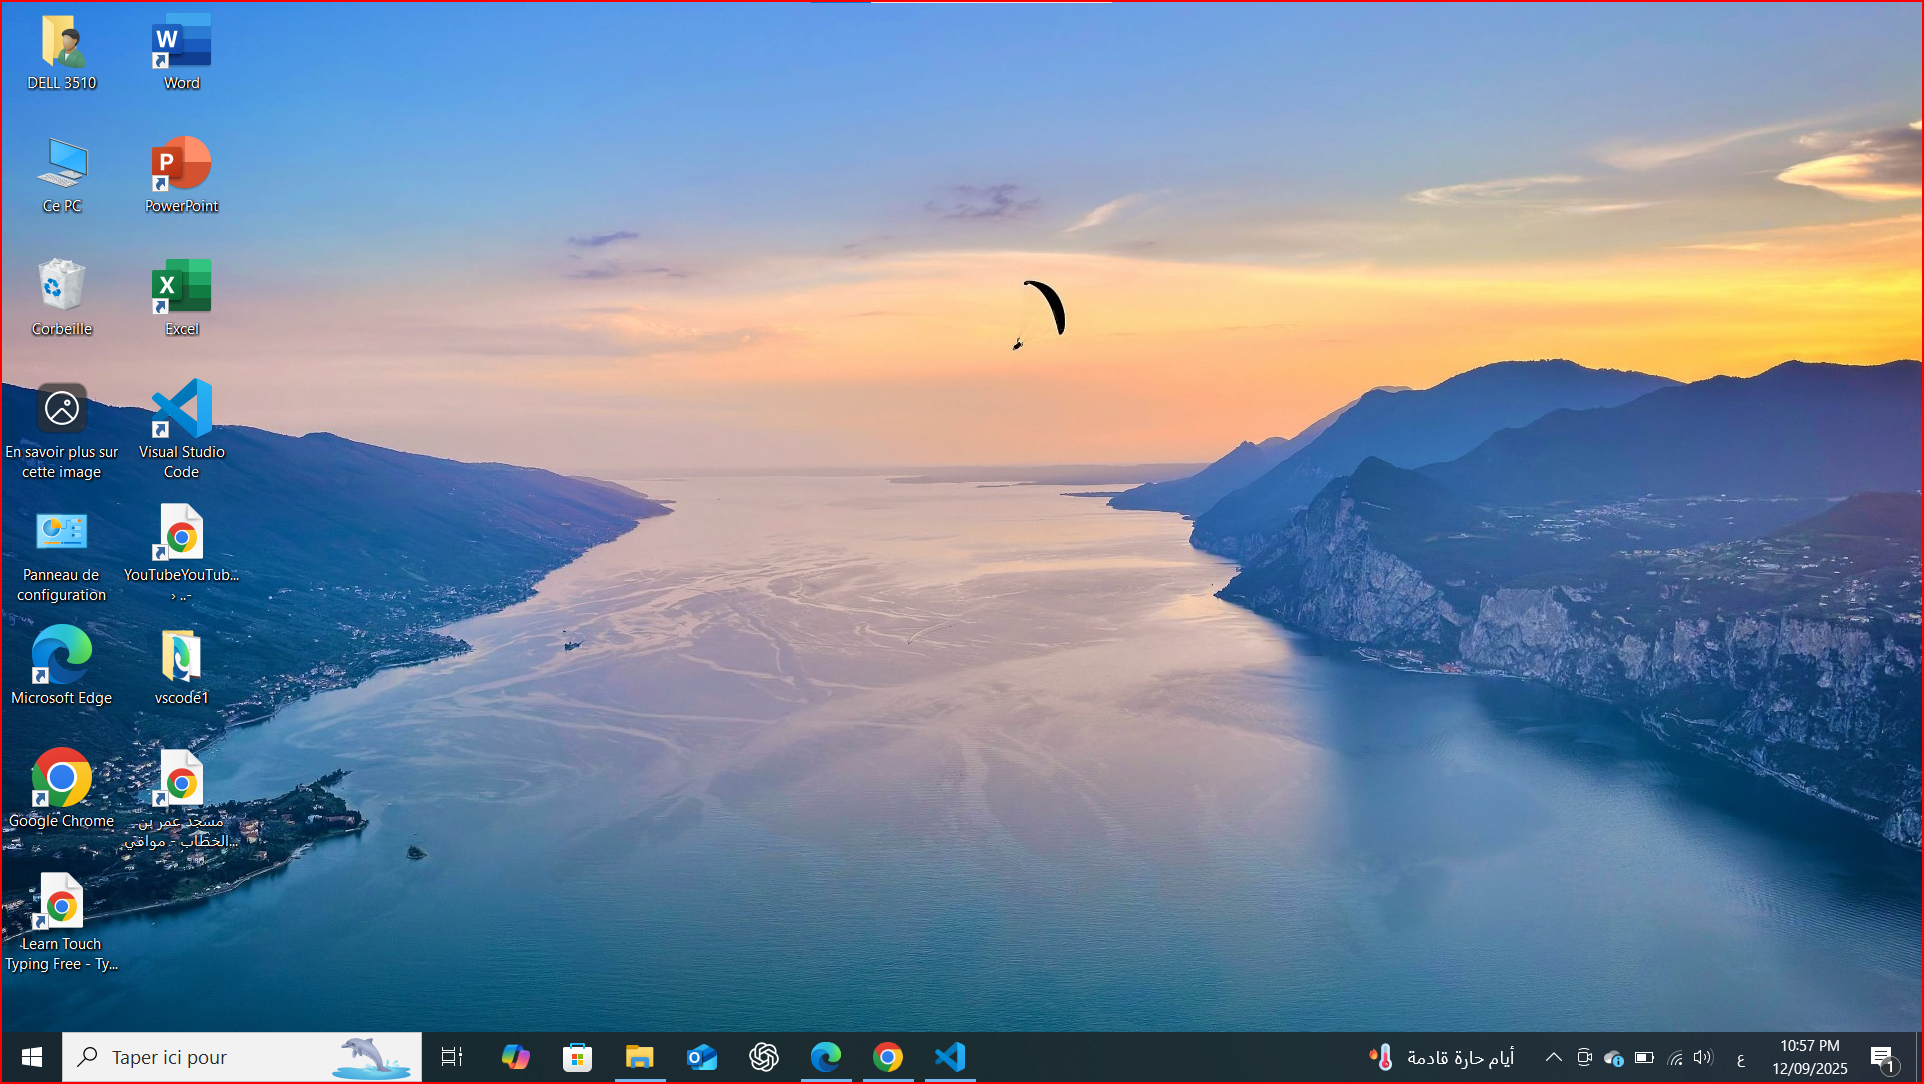 DELL 3510
Word
Ce PC
PowerPoint
Corbeille
Excel
En savoir plus sur
cette image
Visual Studio
Code
Panneau de
configuration
YouTubeYouTub...
› ..-
Microsoft Edge
vscode1
Google Chrome
مسجد عمر بن
الخطاب - مواقي...
Learn Touch
Typing Free - Ty...
Taper ici pour
أيام حارة قادمة
ع
10:57 PM
12/09/2025
1